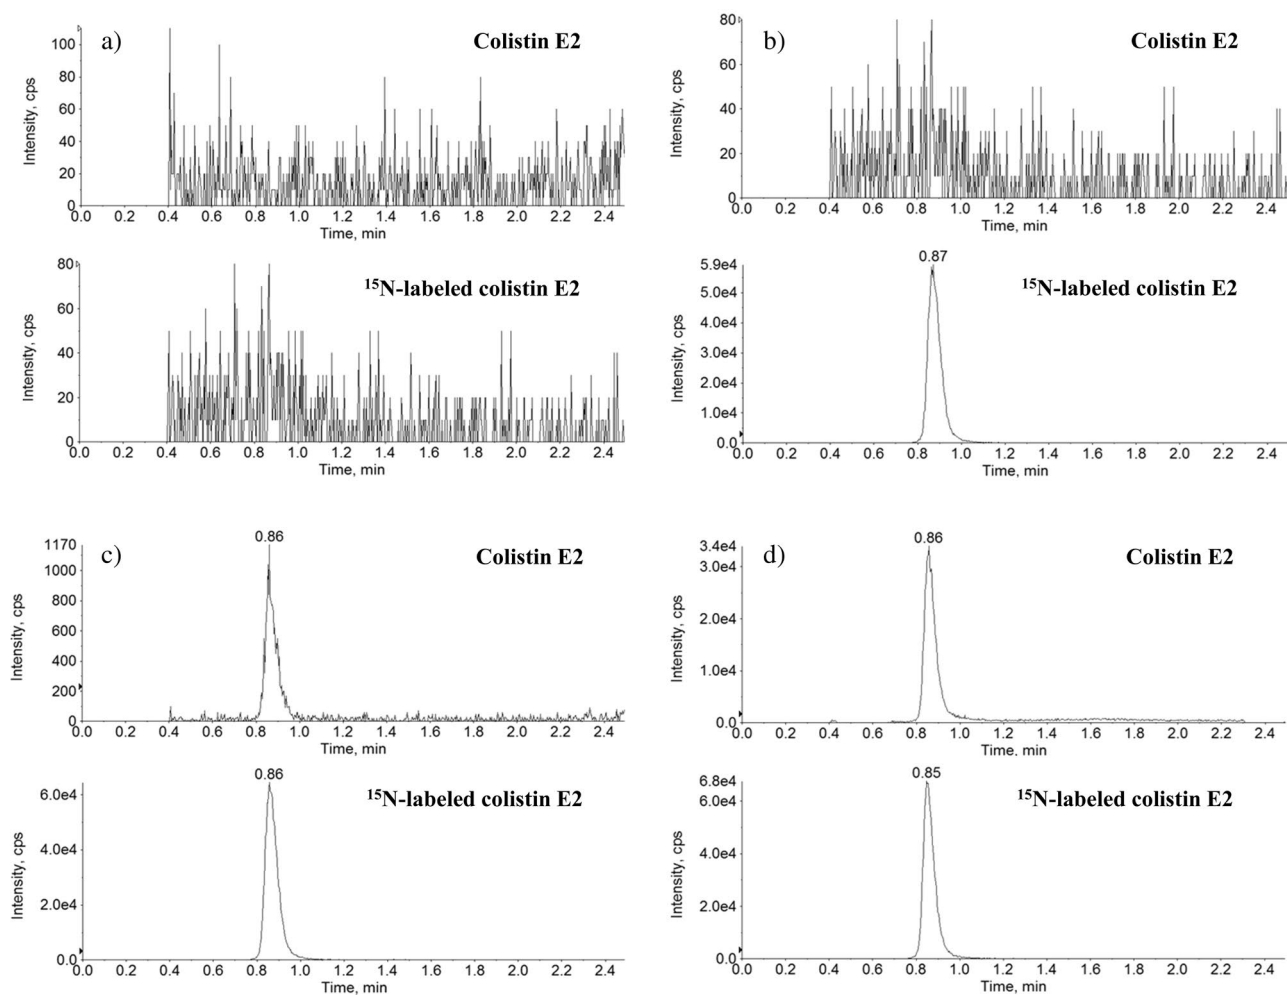 a)
Colistin E2
Intensity, cps
100
80
60
40
20
0
0.0 0.2 0.4 0.6 0.8 1.0 1.2 1.4 1.6 1.8 2.0 2.2 2.4
Time, min
¹⁵N-labeled colistin E2
Intensity, cps
80
60
40
20
0
0.0 0.2 0.4 0.6 0.8 1.0 1.2 1.4 1.6 1.8 2.0 2.2 2.4
Time, min
b)
Colistin E2
Intensity, cps
80
60
40
20
0
0.0 0.2 0.4 0.6 0.8 1.0 1.2 1.4 1.6 1.8 2.0 2.2 2.4
Time, min
0.87
¹⁵N-labeled colistin E2
Intensity, cps
5.9e4
5.0e4
4.0e4
3.0e4
2.0e4
1.0e4
0.0
0.0 0.2 0.4 0.6 0.8 1.0 1.2 1.4 1.6 1.8 2.0 2.2 2.4
Time, min
c)
0.86
Colistin E2
Intensity, cps
1170
1000
800
600
400
200
0
0.0 0.2 0.4 0.6 0.8 1.0 1.2 1.4 1.6 1.8 2.0 2.2 2.4
Time, min
0.86
¹⁵N-labeled colistin E2
Intensity, cps
6.0e4
4.0e4
2.0e4
0.0
0.0 0.2 0.4 0.6 0.8 1.0 1.2 1.4 1.6 1.8 2.0 2.2 2.4
Time, min
d)
0.86
Colistin E2
Intensity, cps
3.4e4
3.0e4
2.0e4
1.0e4
0.0
0.0 0.2 0.4 0.6 0.8 1.0 1.2 1.4 1.6 1.8 2.0 2.2 2.4
Time, min
0.85
¹⁵N-labeled colistin E2
Intensity, cps
6.8e4
6.0e4
4.0e4
2.0e4
0.0
0.0 0.2 0.4 0.6 0.8 1.0 1.2 1.4 1.6 1.8 2.0 2.2 2.4
Time, min